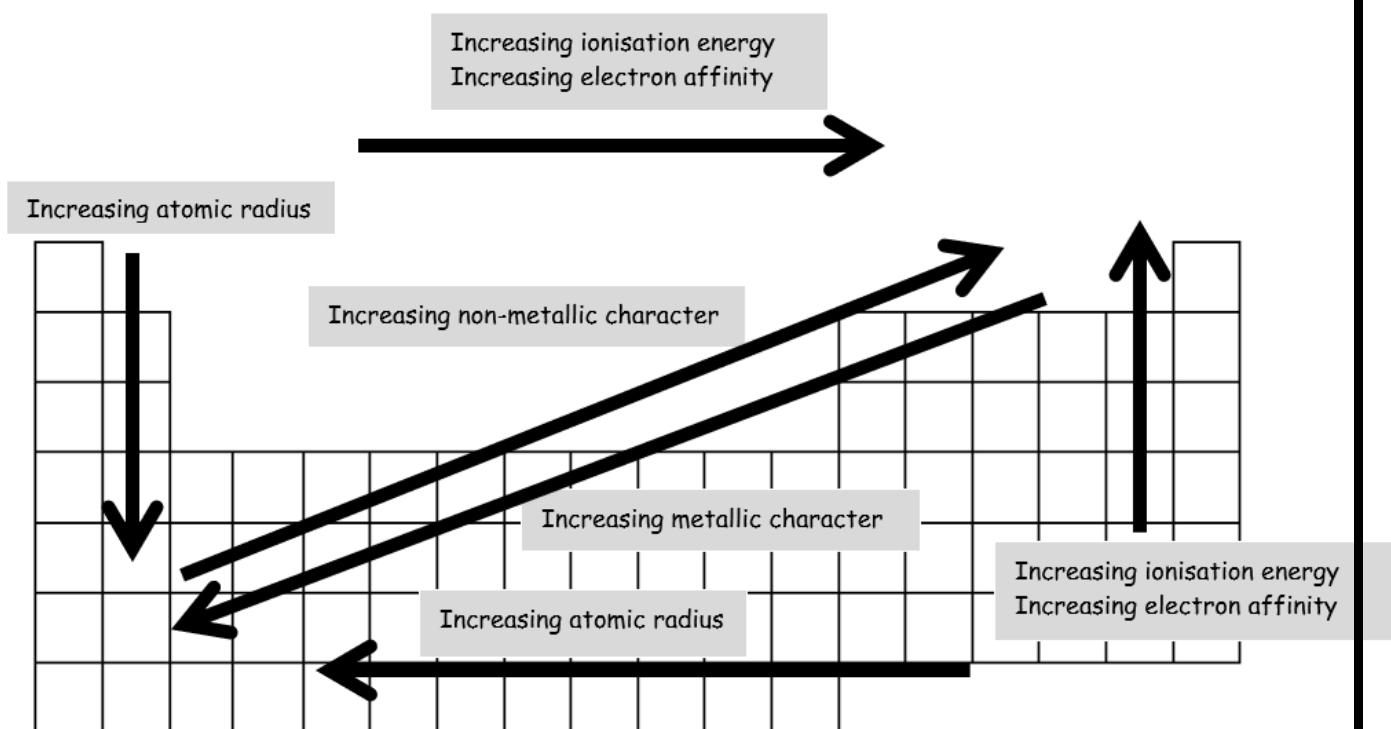 Increasing ionisation energy
Increasing electron affinity
Increasing atomic radius
Increasing non-metallic character
Increasing metallic character
Increasing ionisation energy
Increasing electron affinity
Increasing atomic radius